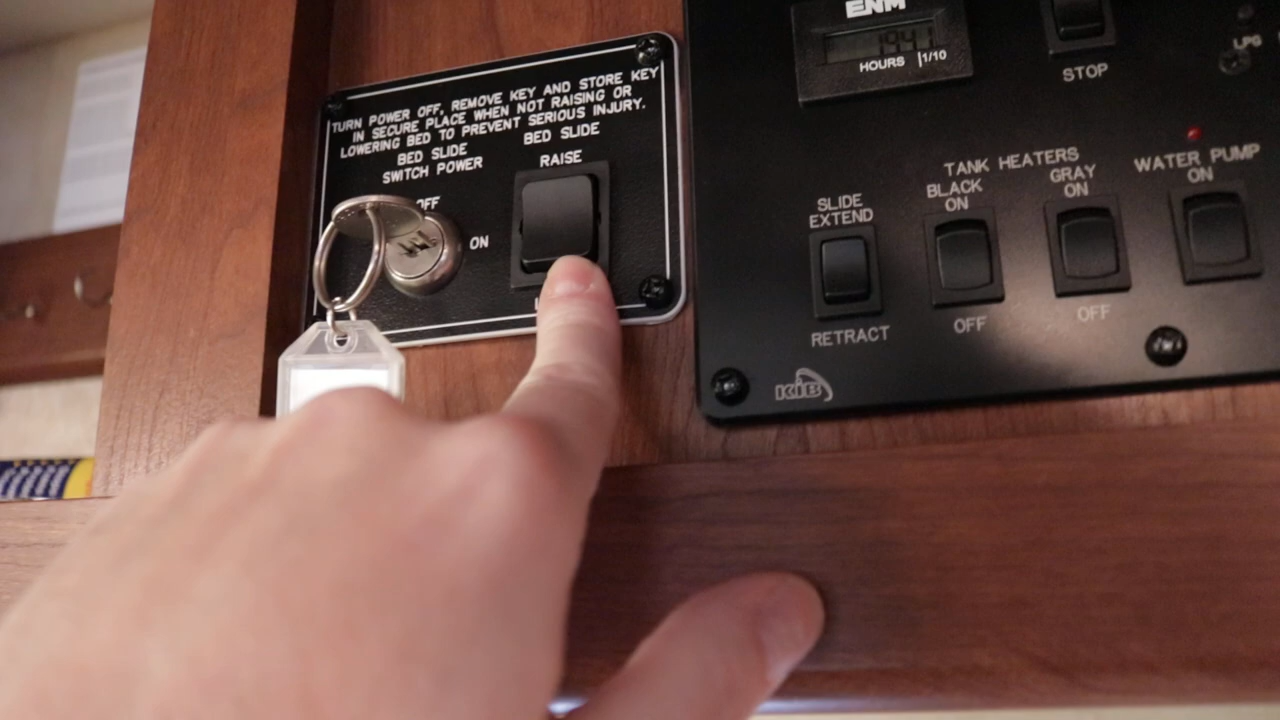 TURN POWER OFF, REMOVE KEY AND STORE KEY
IN SECURE PLACE WHEN NOT RAISING OR
LOWERING BED TO PREVENT SERIOUS INJURY.
BED SLIDE
SWITCH POWER
OFF
ON
BED SLIDE
RAISE
ENM
1941
HOURS 1/10
STOP
LPG
SLIDE
EXTEND
RETRACT
TANK HEATERS
BLACK
ON
OFF
GRAY
ON
OFF
WATER PUMP
ON
KIB